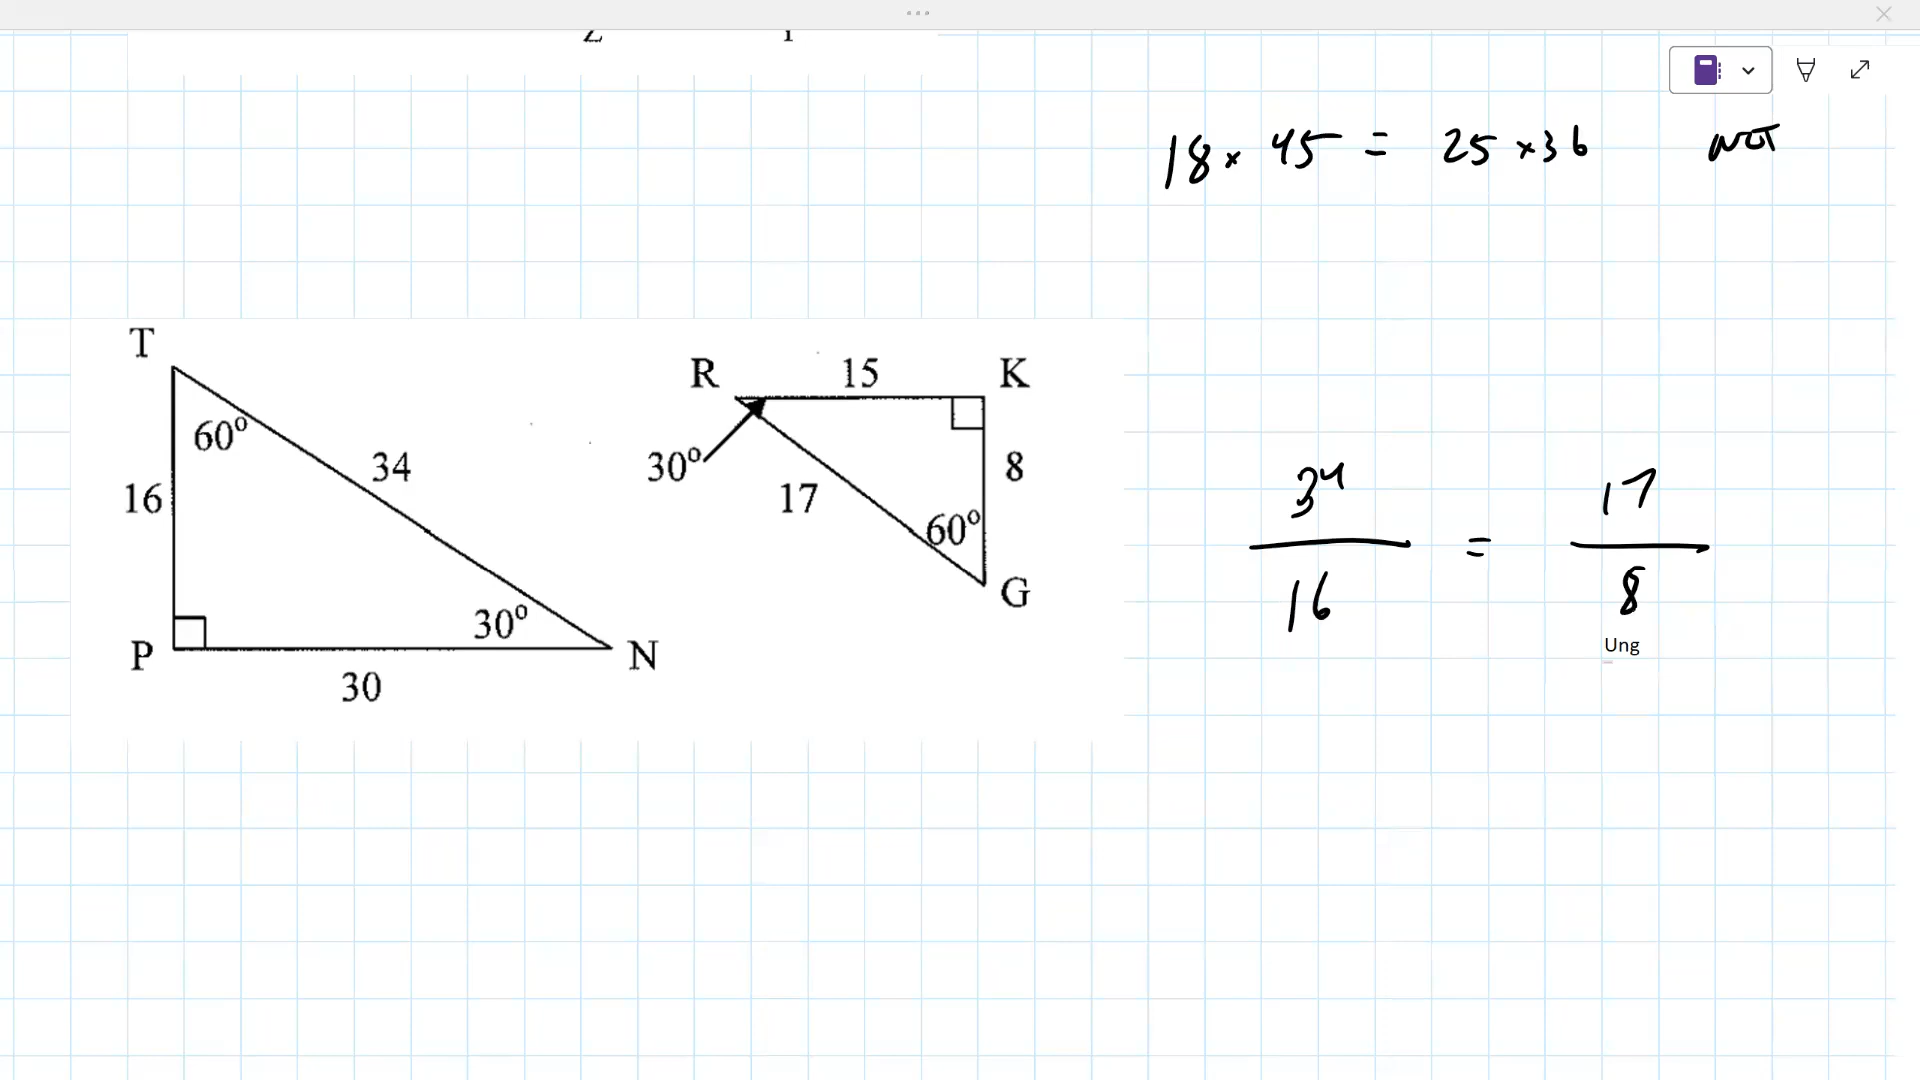 18 × 45 = 25 × 36 NOT
T
R 15 K
60°
34
30°
8
16
17
60°
G
30°
P
N
30
34
17
=
16
8
Ung